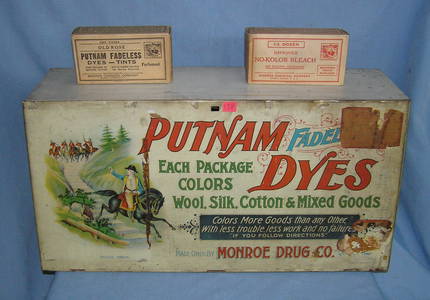 OLD ROSE
PUTNAM FADELESS
DYES — TINTS
NO-KOLOR BLEACH
PUTNAM FADEL
DYES
EACH PACKAGE
COLORS
Wool, Silk, Cotton & Mixed Goods
Colors More Goods than any Other
With less trouble, less work and no failure
"IF YOU FOLLOW DIRECTIONS"
MADE ONLY BY MONROE DRUG CO.